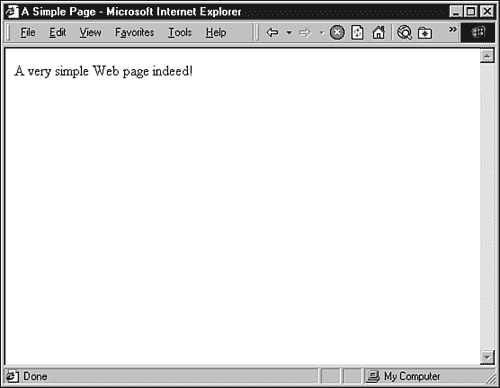 A Simple Page - Microsoft Internet Explorer
File Edit View Favorites Tools Help »
A very simple Web page indeed!
Done My Computer